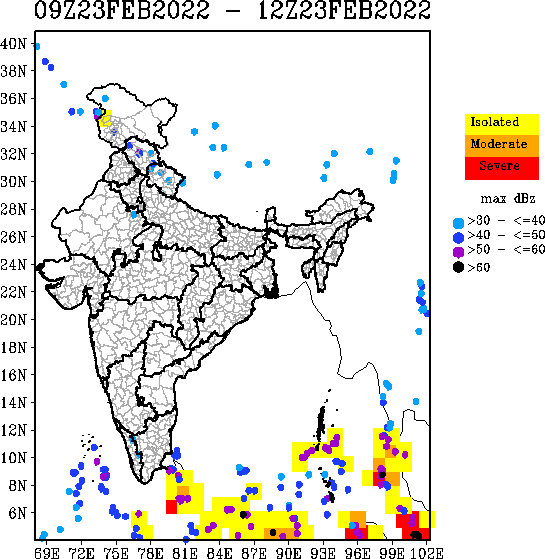 09Z23FEB2022 - 12Z23FEB2022
40N
38N
36N
34N
32N
30N
28N
26N
24N
22N
20N
18N
16N
14N
12N
10N
8N
6N
69E 72E 75E 78E 81E 84E 87E 90E 93E 96E 99E 102E
Isolated
Moderate
Severe
max dBz
>30 - <=40
>40 - <=50
>50 - <=60
>60